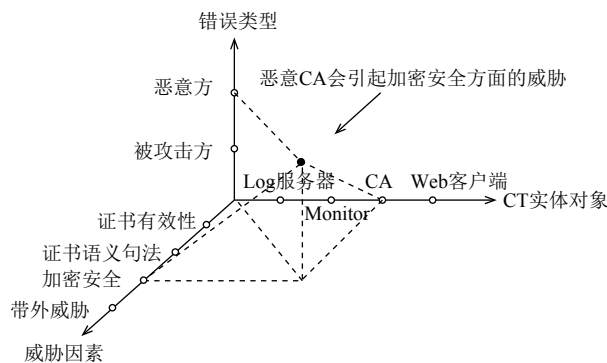 错误类型
恶意方
恶意CA会引起加密安全方面的威胁
被攻击方
Log服务器
CA
Web客户端
CT实体对象
Monitor
证书有效性
证书语义句法
加密安全
带外威胁
威胁因素